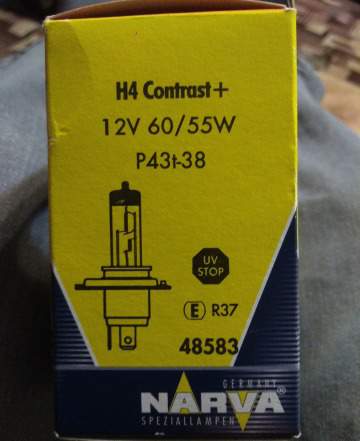 H4 Contrast+
12V 60/55W
P43t-38
UV
STOP
E R37
48583
GERMANY
NARVA®
SPEZIALLAMPEN